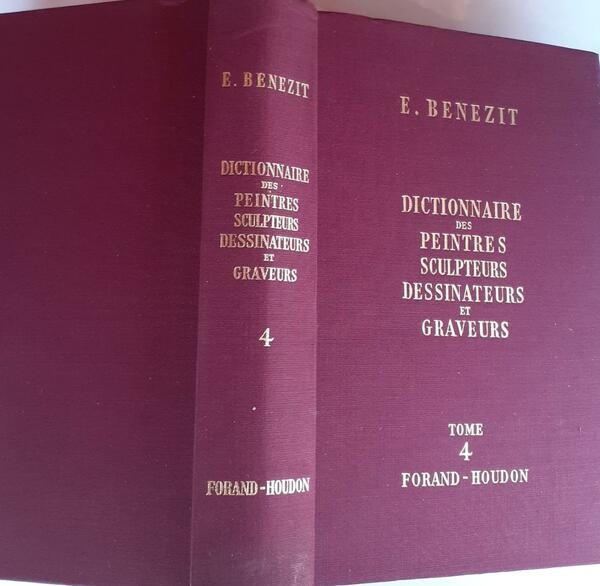 E. BENEZIT
DICTIONNAIRE
DES
PEINTRES
SCULPTEURS
DESSINATEURS
ET
GRAVEURS
4
FORAND-HOUDON
E. BENEZIT
DICTIONNAIRE
DES
PEINTRES
SCULPTEURS
DESSINATEURS
ET
GRAVEURS
TOME
4
FORAND-HOUDON